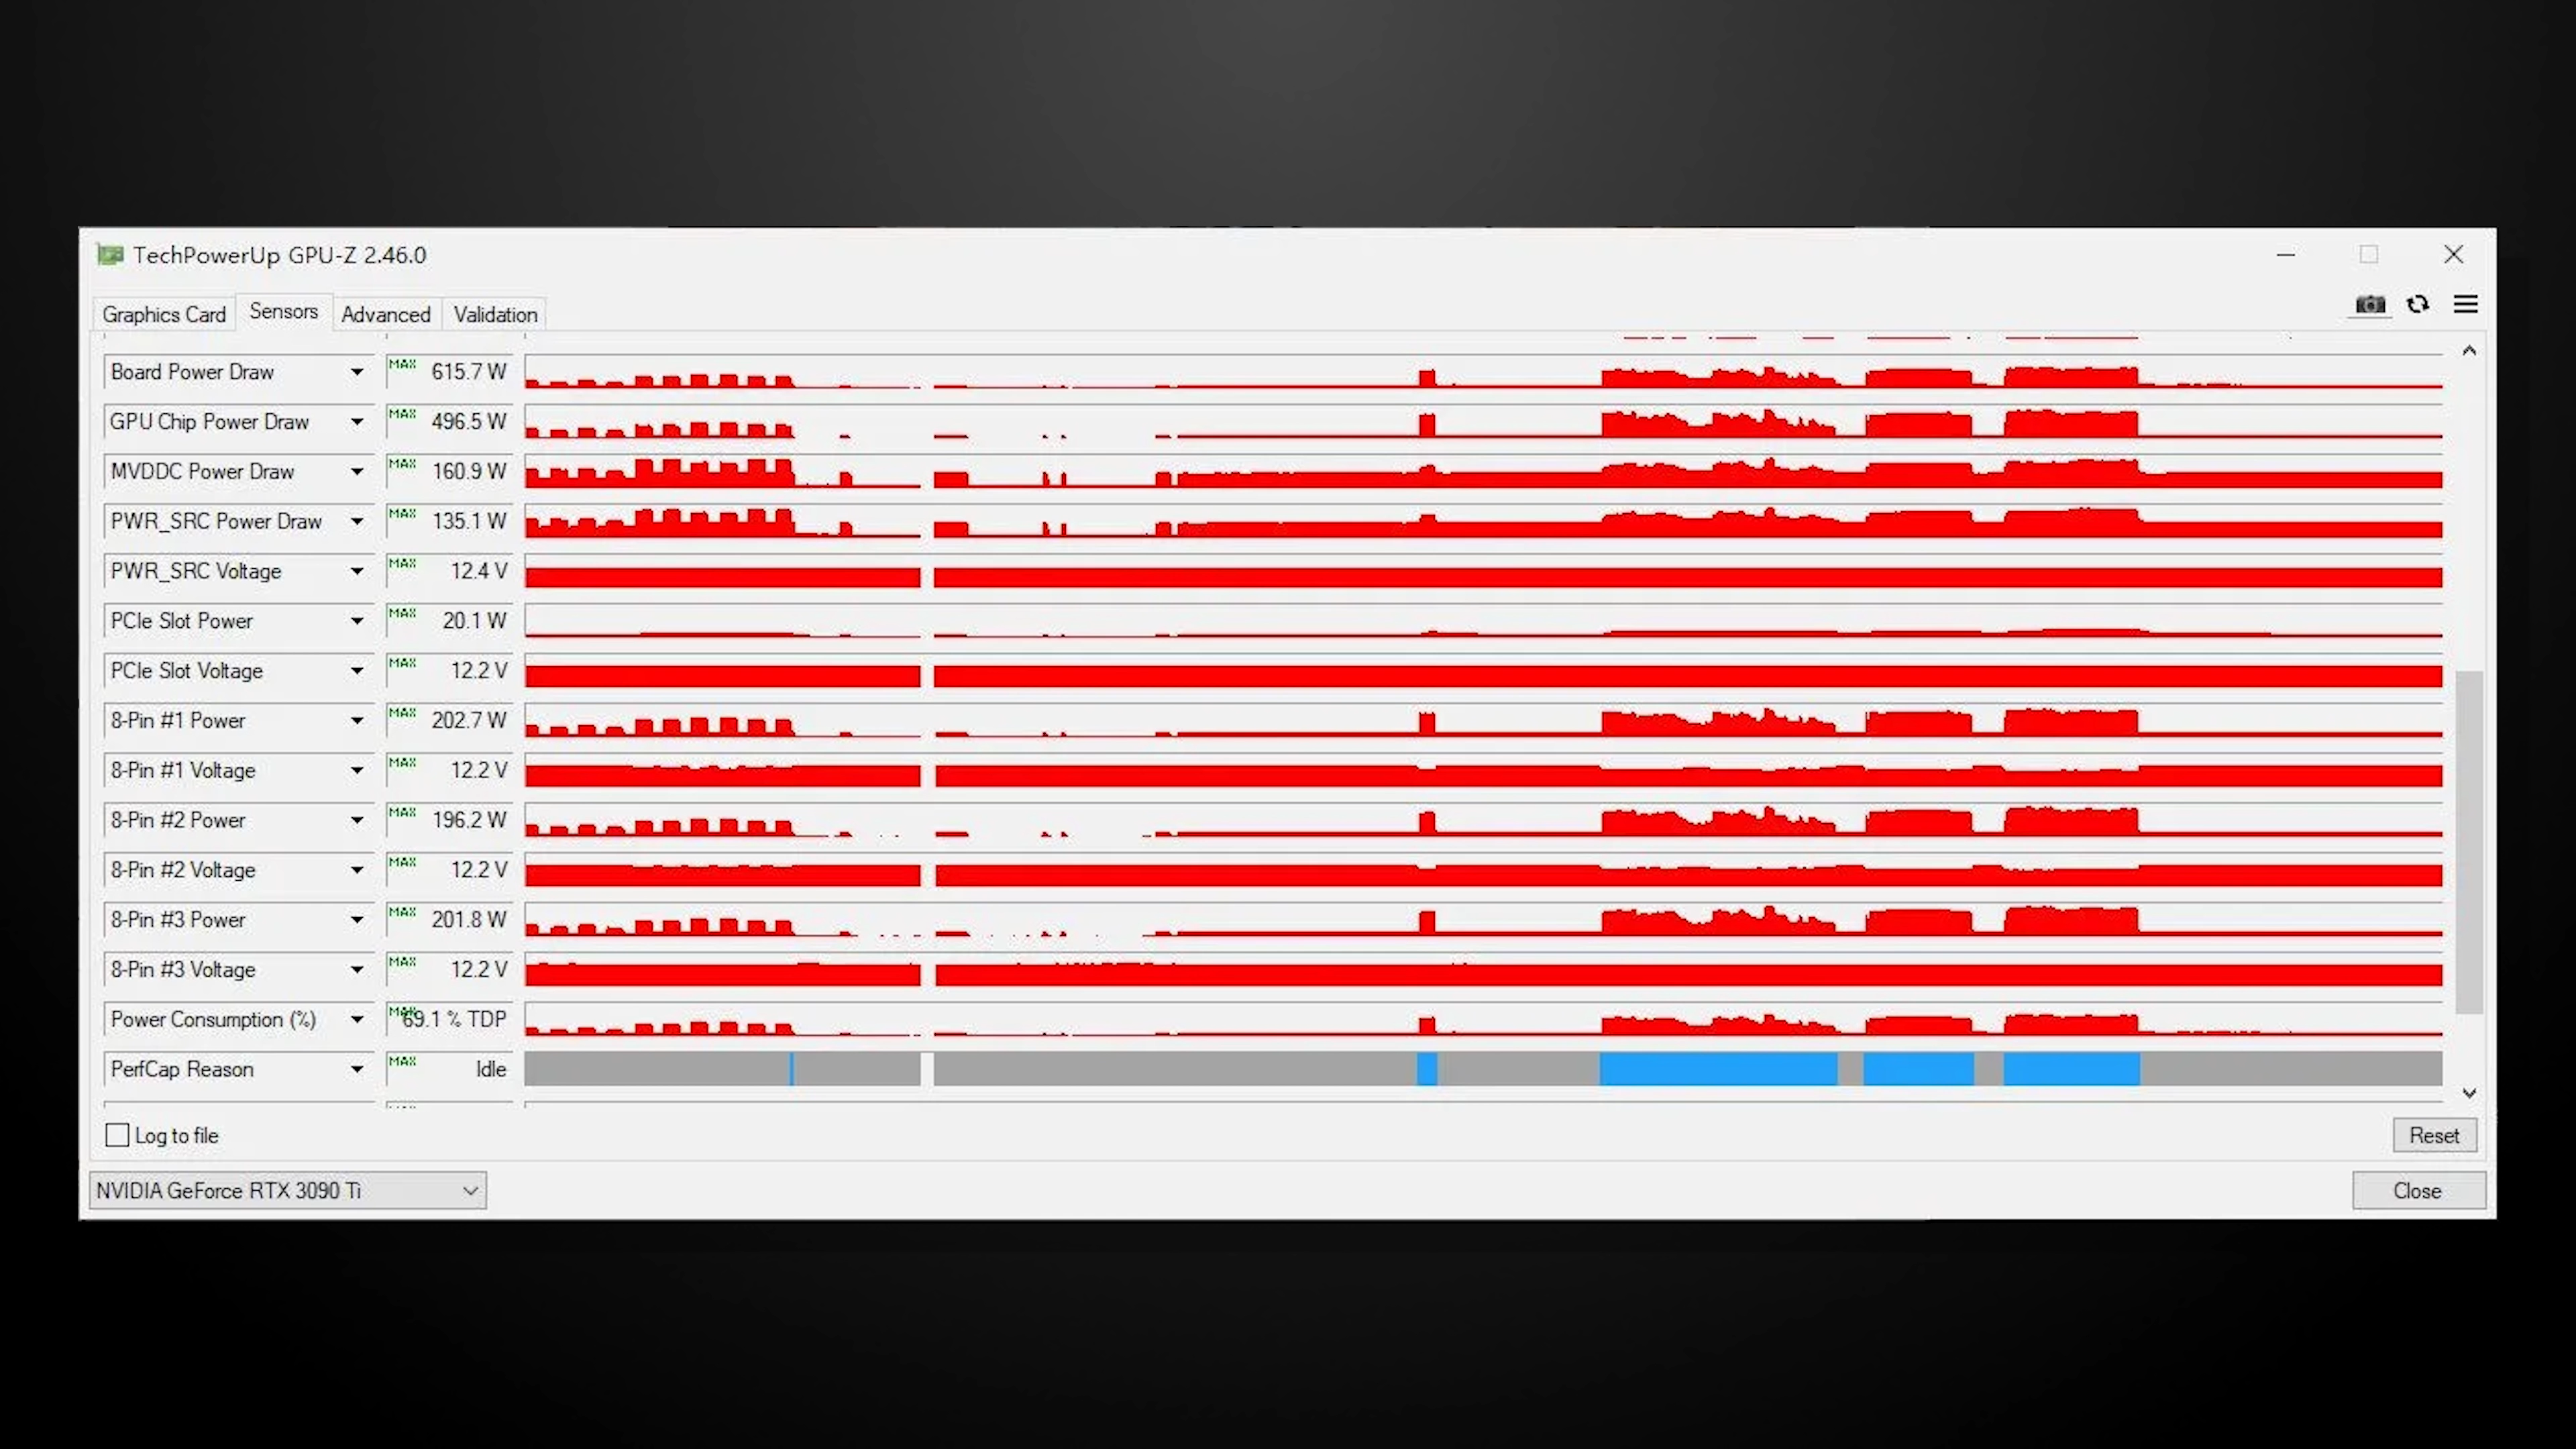 TechPowerUp GPU-Z 2.46.0
Graphics Card Sensors Advanced Validation
Board Power Draw MAX 615.7 W
GPU Chip Power Draw MAX 496.5 W
MVDDC Power Draw MAX 160.9 W
PWR_SRC Power Draw MAX 135.1 W
PWR_SRC Voltage MAX 12.4 V
PCIe Slot Power MAX 20.1 W
PCIe Slot Voltage MAX 12.2 V
8-Pin #1 Power MAX 202.7 W
8-Pin #1 Voltage MAX 12.2 V
8-Pin #2 Power MAX 196.2 W
8-Pin #2 Voltage MAX 12.2 V
8-Pin #3 Power MAX 201.8 W
8-Pin #3 Voltage MAX 12.2 V
Power Consumption (%) MAX 69.1 % TDP
PerfCap Reason MAX Idle
Log to file Reset
NVIDIA GeForce RTX 3090 Ti Close